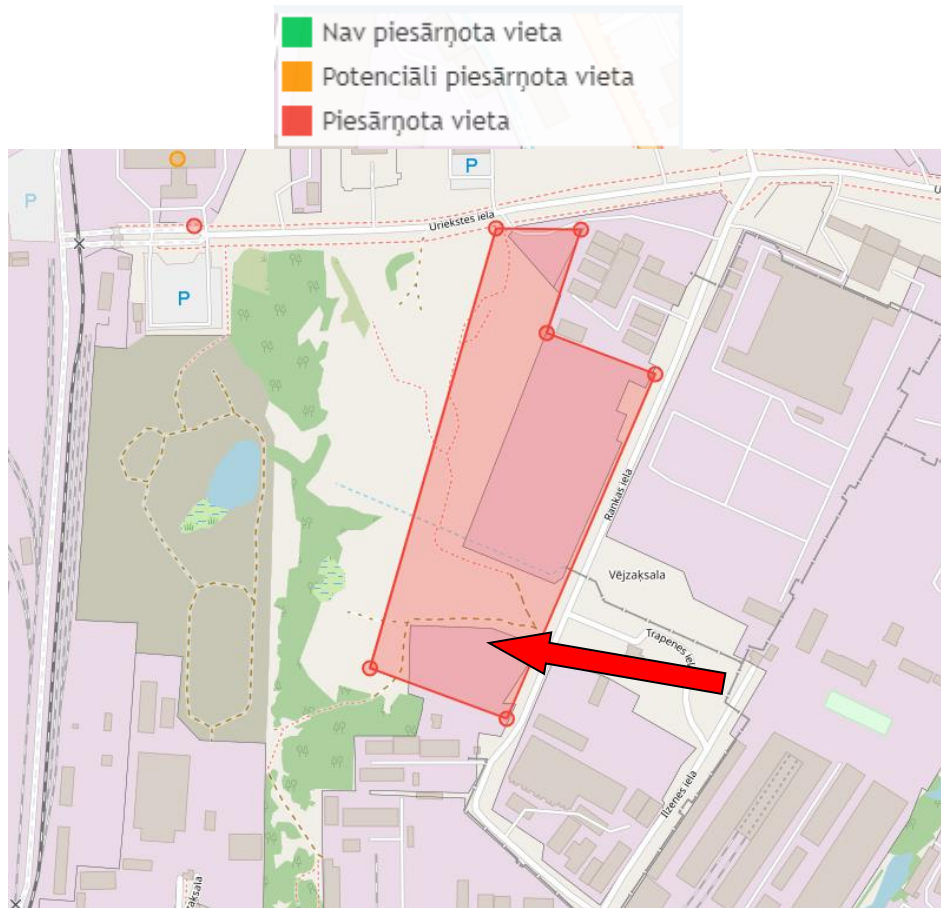 Nav piesārņota vieta
Potenciāli piesārņota vieta
Piesārņota vieta
P
P
Uriekstes iela
U
P
Rankas iela
Vējzaķsala
Trapenes iela
Ilzenes iela